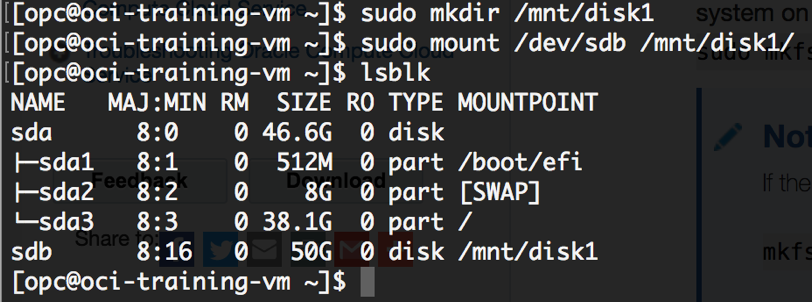 [opc@oci-training-vm ~]$ sudo mkdir /mnt/disk1
[opc@oci-training-vm ~]$ sudo mount /dev/sdb /mnt/disk1/
[opc@oci-training-vm ~]$ lsblk
NAME   MAJ:MIN RM  SIZE RO TYPE MOUNTPOINT
sda      8:0    0 46.6G  0 disk
├─sda1   8:1    0  512M  0 part /boot/efi
├─sda2   8:2    0    8G  0 part [SWAP]
└─sda3   8:3    0 38.1G  0 part /
sdb      8:16   0   50G  0 disk /mnt/disk1
[opc@oci-training-vm ~]$
system on
sudo mkfs
Not
If the
mkfs
Feedback
Download
Share to: